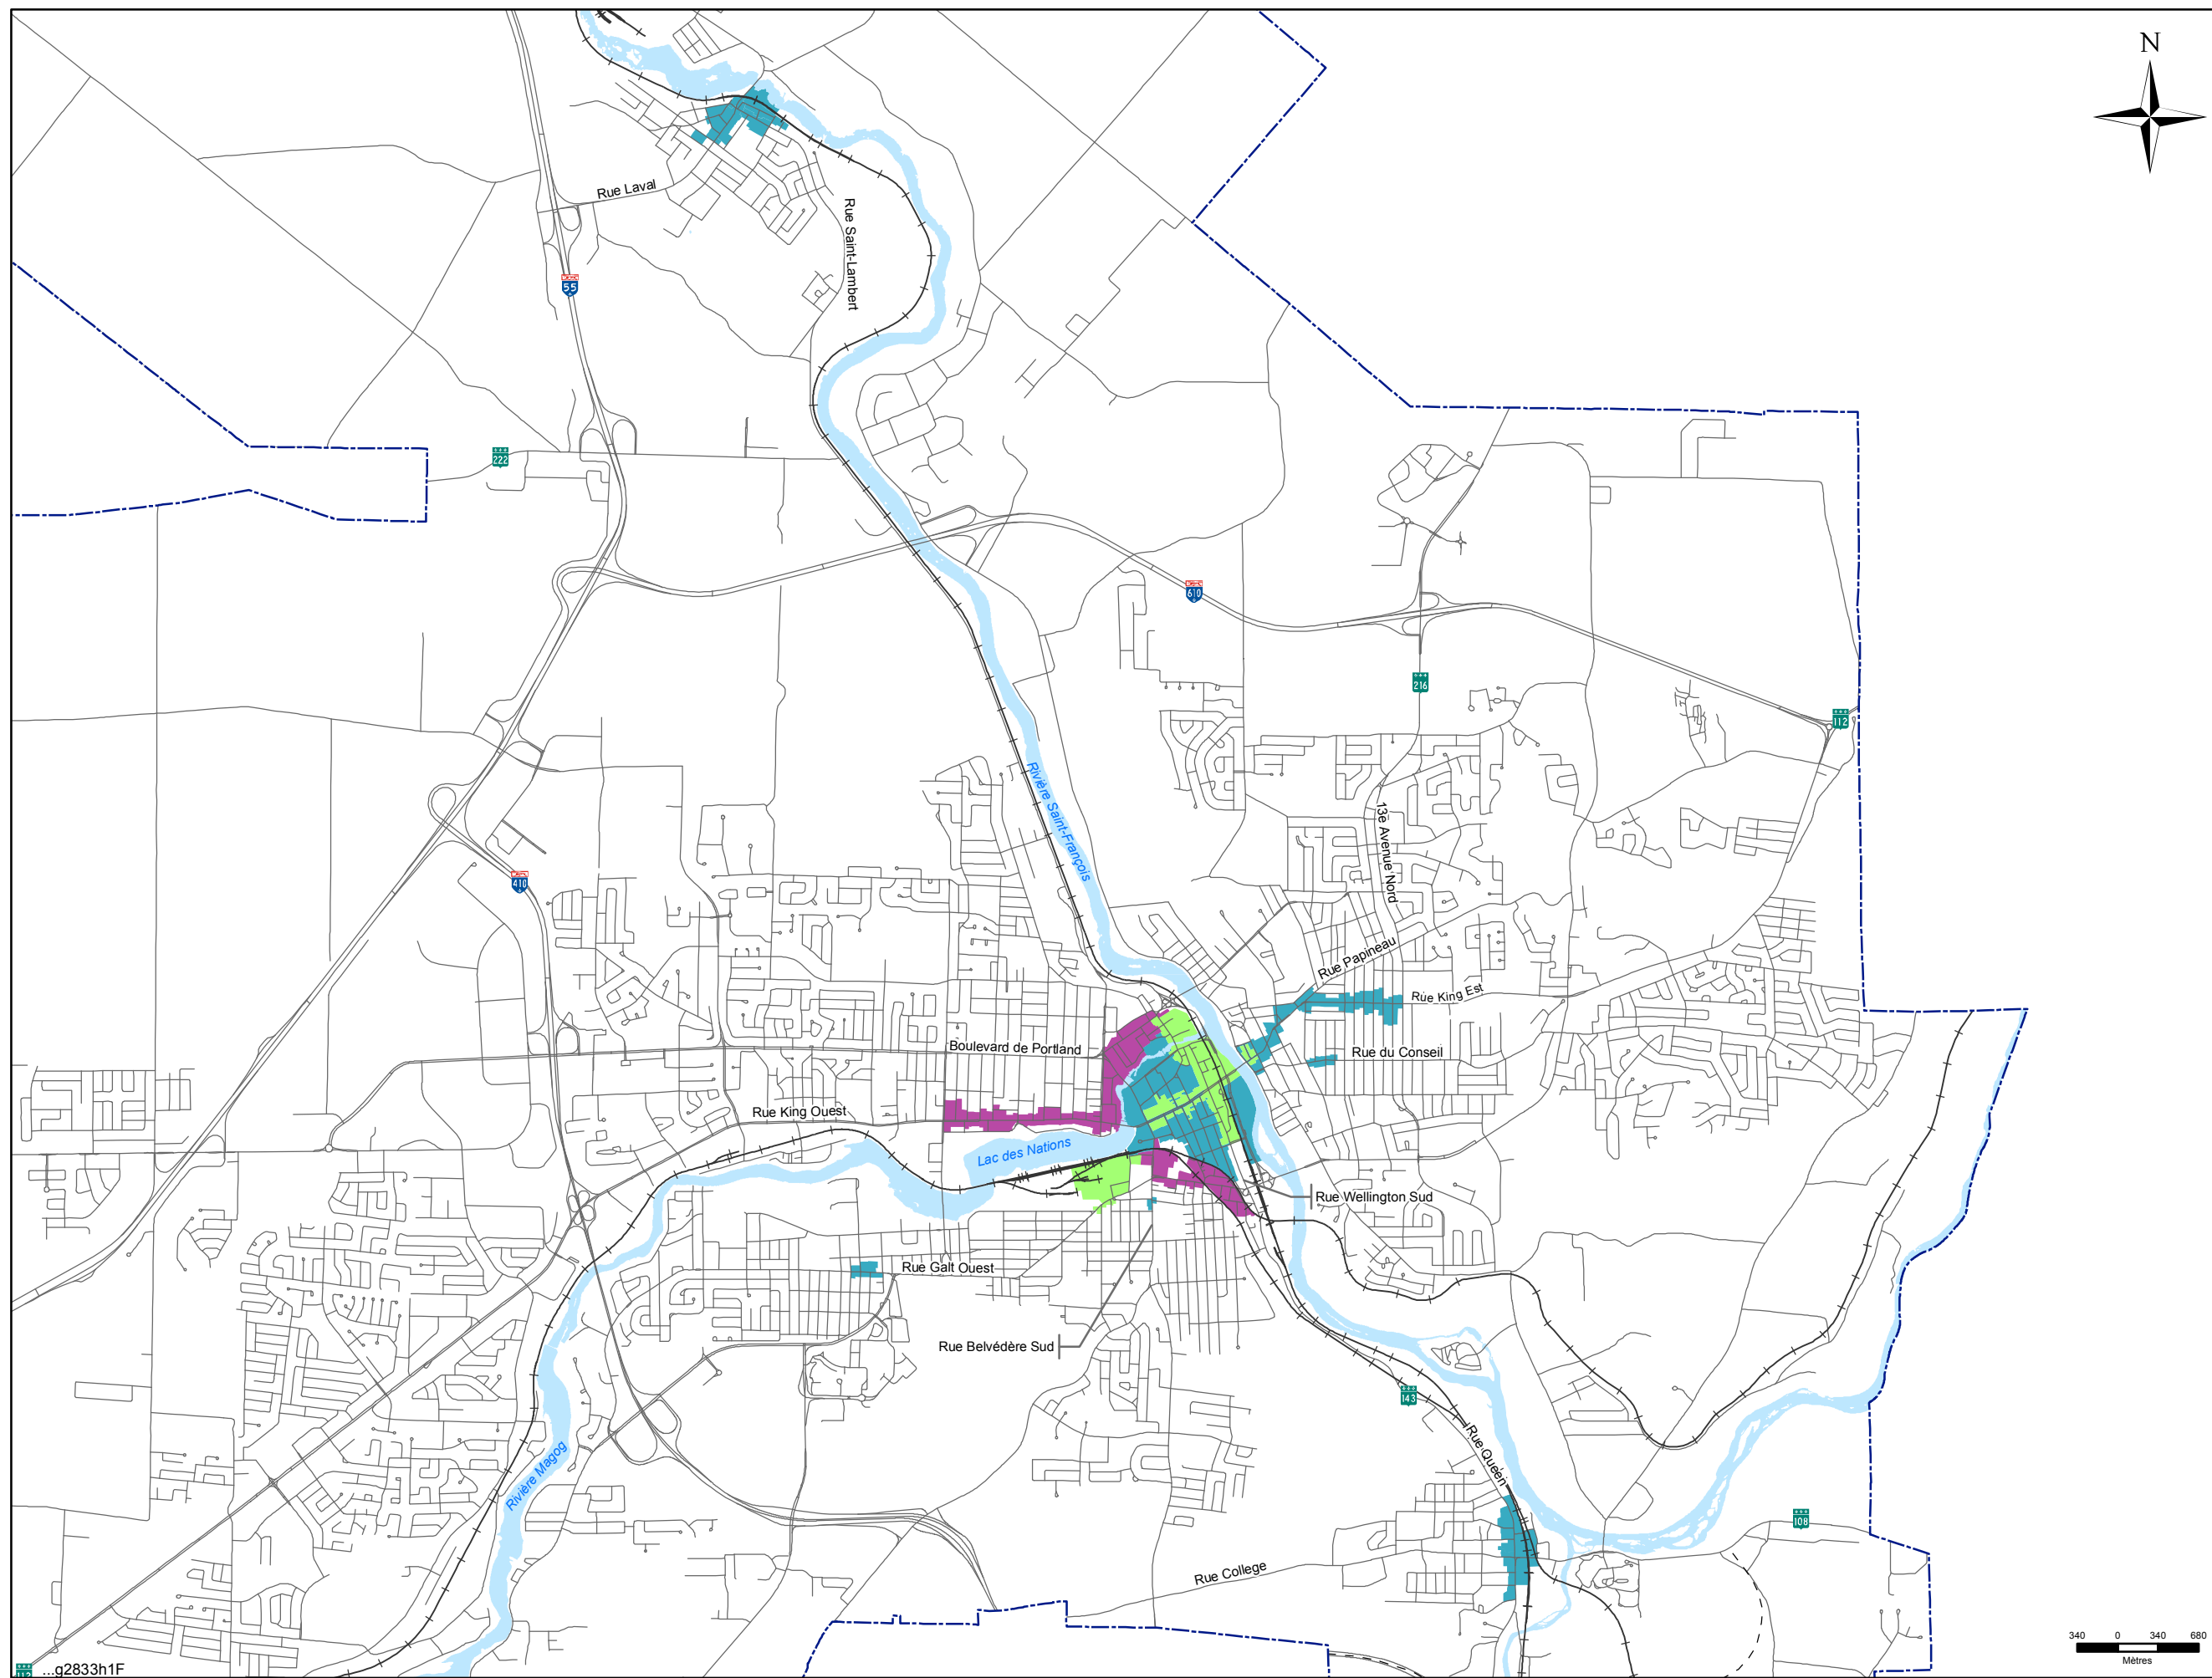 N
Rue Laval
Rue Saint-Lambert
55
222
610
216
112
Rivière Saint-François
13e Avenue Nord
410
Rue Papineau
Rue King Est
Boulevard de Portland
Rue du Conseil
Rue King Ouest
Lac des Nations
Rue Wellington Sud
Rue Galt Ouest
Rue Belvédère Sud
143
Rue Queen
Rivière Magog
108
Rue College
340 0 340 680
Mètres
...g2833h1F